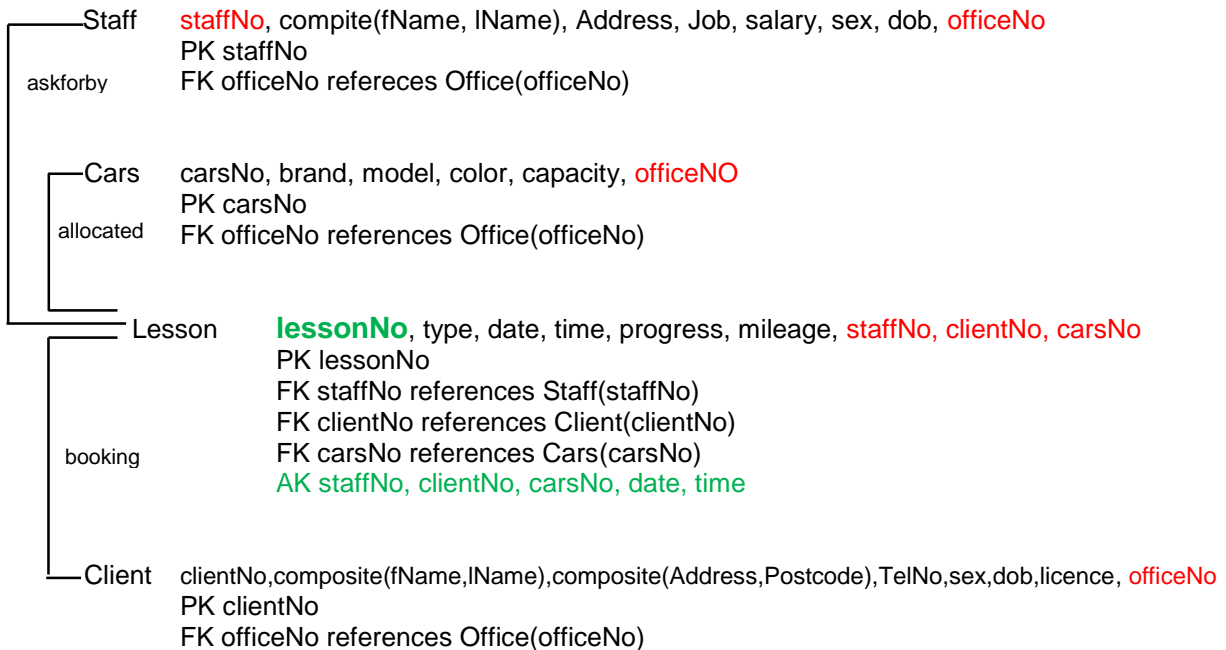 Staff staffNo, compite(fName, lName), Address, Job, salary, sex, dob, officeNo
PK staffNo
askforby FK officeNo refereces Office(officeNo)
Cars carsNo, brand, model, color, capacity, officeNO
PK carsNo
allocated FK officeNo references Office(officeNo)
Lesson lessonNo, type, date, time, progress, mileage, staffNo, clientNo, carsNo
PK lessonNo
FK staffNo references Staff(staffNo)
FK clientNo references Client(clientNo)
booking FK carsNo references Cars(carsNo)
AK staffNo, clientNo, carsNo, date, time
Client clientNo,composite(fName,lName),composite(Address,Postcode),TelNo,sex,dob,licence, officeNo
PK clientNo
FK officeNo references Office(officeNo)